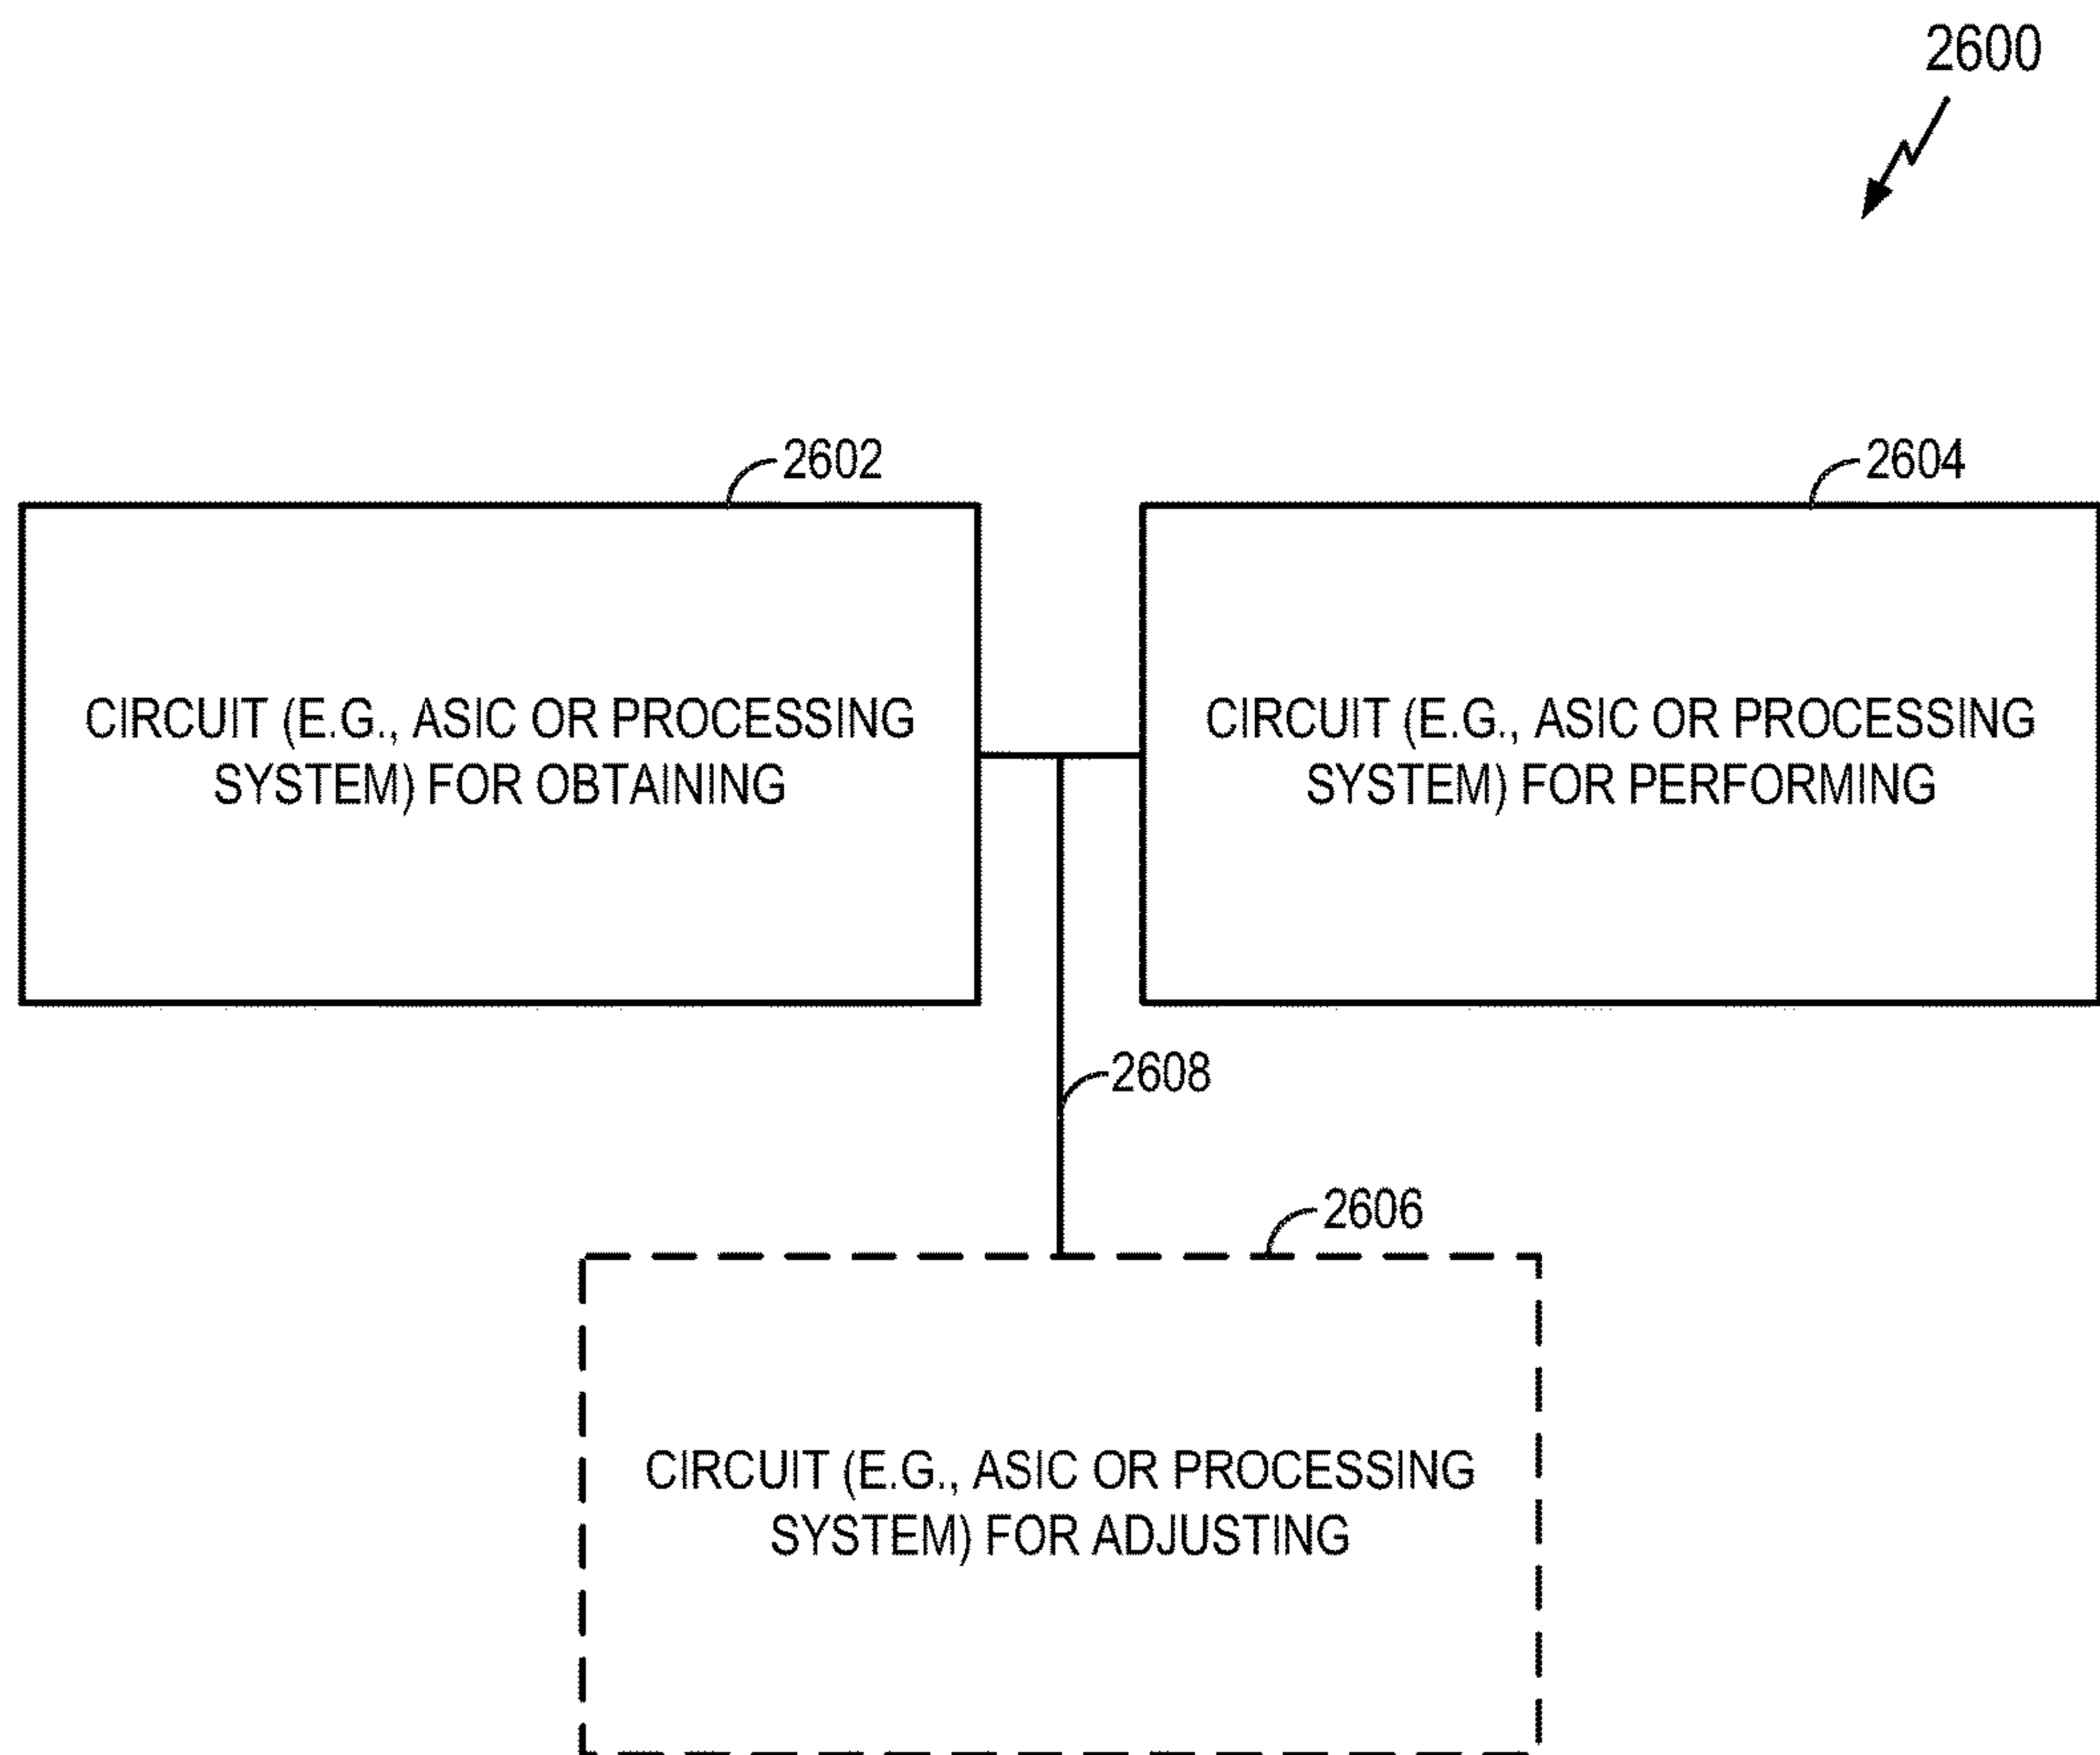 2600
2602
2604
CIRCUIT (E.G., ASIC OR PROCESSING
SYSTEM) FOR OBTAINING
CIRCUIT (E.G., ASIC OR PROCESSING
SYSTEM) FOR PERFORMING
2608
2606
CIRCUIT (E.G., ASIC OR PROCESSING
SYSTEM) FOR ADJUSTING